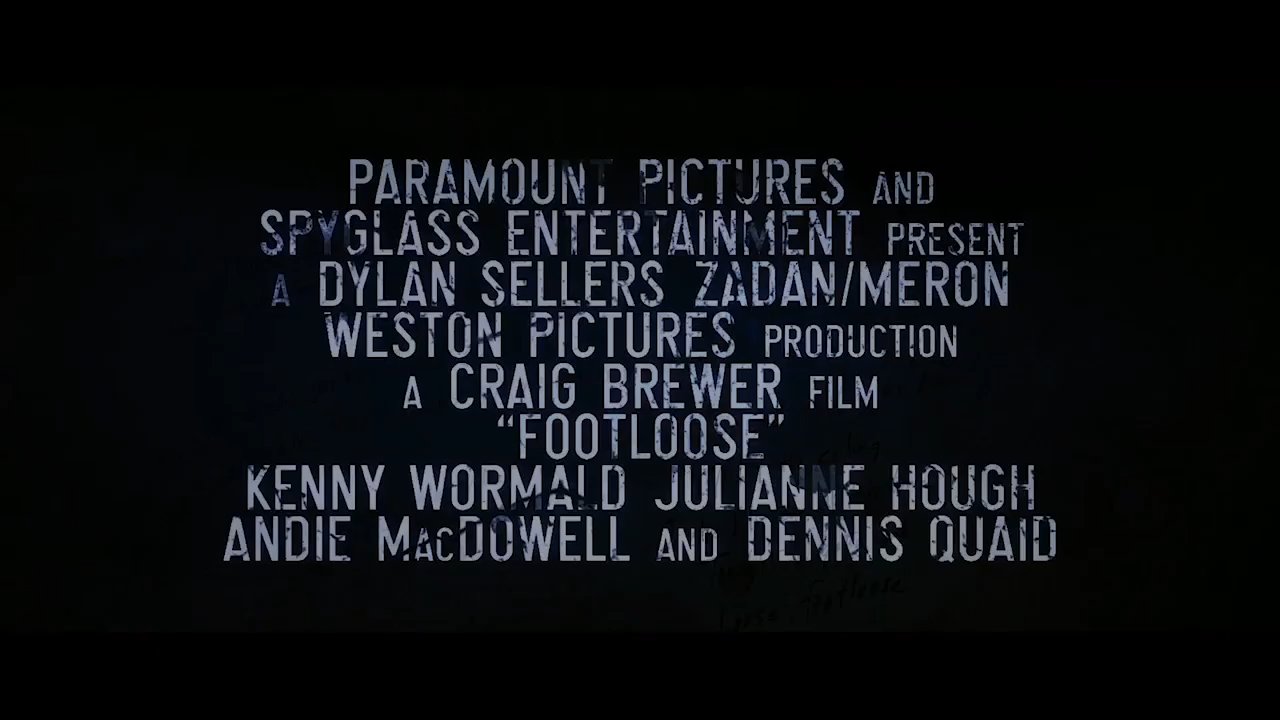 PARAMOUNT PICTURES AND
SPYGLASS ENTERTAINMENT PRESENT
A DYLAN SELLERS ZADAN/MERON
WESTON PICTURES PRODUCTION
A CRAIG BREWER FILM
“FOOTLOOSE”
KENNY WORMALD JULIANNE HOUGH
ANDIE MACDOWELL AND DENNIS QUAID
footloose